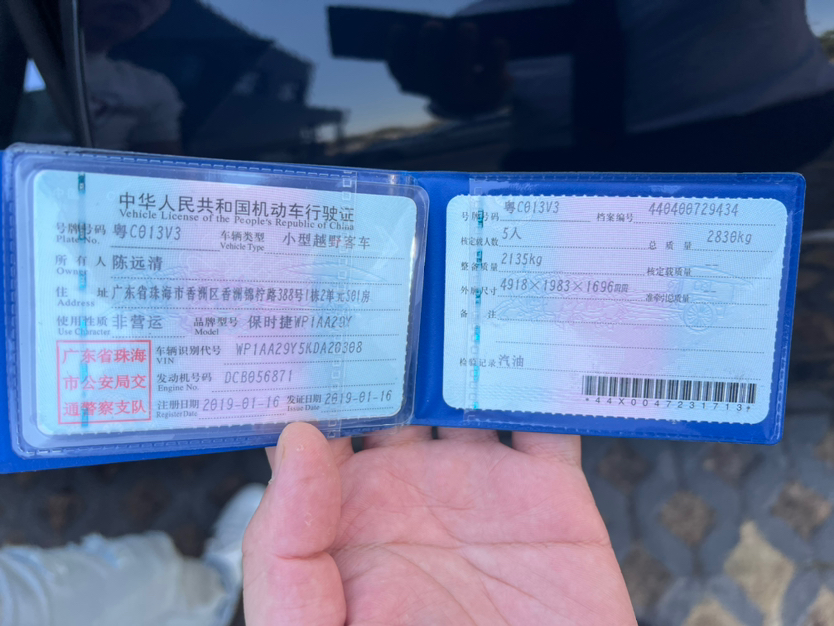 中华人民共和国机动车行驶证
Vehicle License of the People's Republic of China
号牌号码 粤C013V3 车辆类型 小型越野客车
Plate No. Vehicle Type
所有人 陈远清
Owner
住址 广东省珠海市香洲区香洲锦柠路388号1栋2单元501房
Address
使用性质 非营运 品牌型号 保时捷WP1AA29Y
Use Character Model
广东省珠海
市公安局交
通警察支队
车辆识别代号 WP1AA29Y5KDA20308
VIN
发动机号码 DCB056871
Engine No.
注册日期 2019-01-16 发证日期 2019-01-16
Register Date Issue Date
号牌号码 粤C013V3 档案编号 440400729434
核定载人数 5人 总质量 2830kg
整备质量 2135kg 核定载质量 --
外廓尺寸 4918×1983×1696mm 准牵引总质量 --
备注
检验记录 汽油
*44X0047231713*